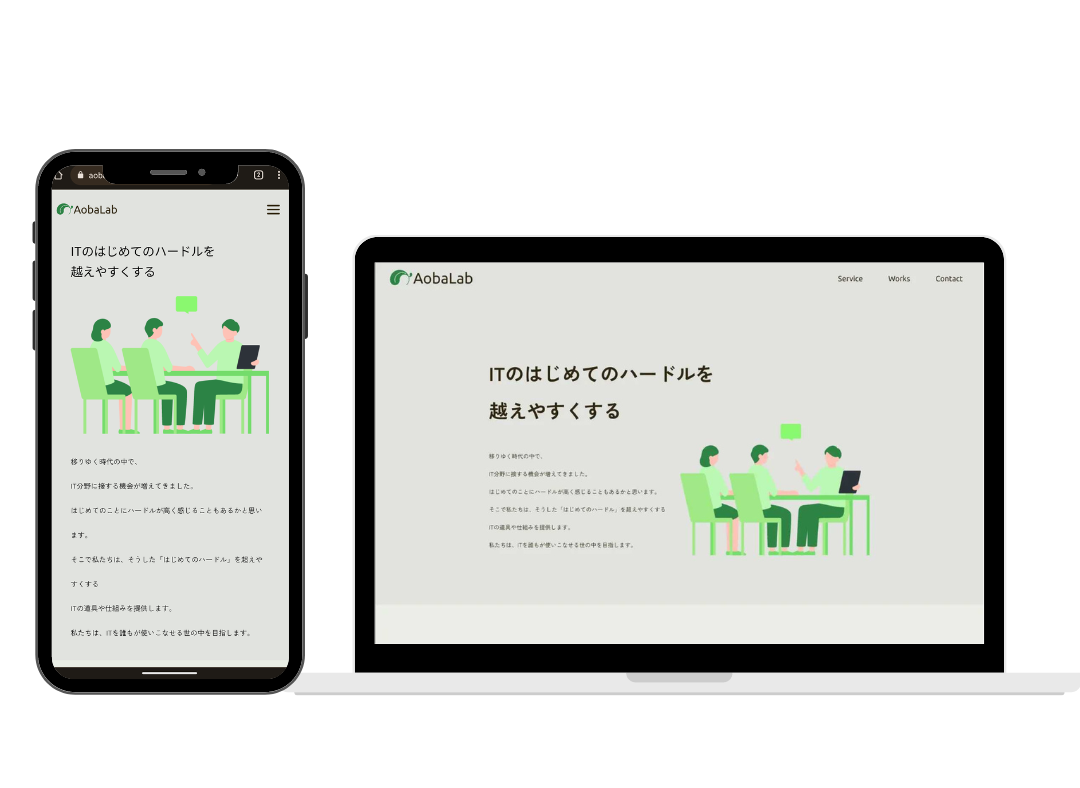 aob
2
AobaLab
ITのはじめてのハードルを
越えやすくする
移りゆく時代の中で、
IT分野に接する機会が増えてきました。
はじめてのことにハードルが高く感じることもあるかと思い
ます。
そこで私たちは、そうした「はじめてのハードル」を超えや
すくする
ITの道具や仕組みを提供します。
私たちは、ITを誰もが使いこなせる世の中を目指します。
AobaLab
Service Works Contact
ITのはじめてのハードルを
越えやすくする
移りゆく時代の中で、
IT分野に接する機会が増えてきました。
はじめてのことにハードルが高く感じることもあるかと思います。
そこで私たちは、そうした「はじめてのハードル」を超えやすくする
ITの道具や仕組みを提供します。
私たちは、ITを誰もが使いこなせる世の中を目指します。